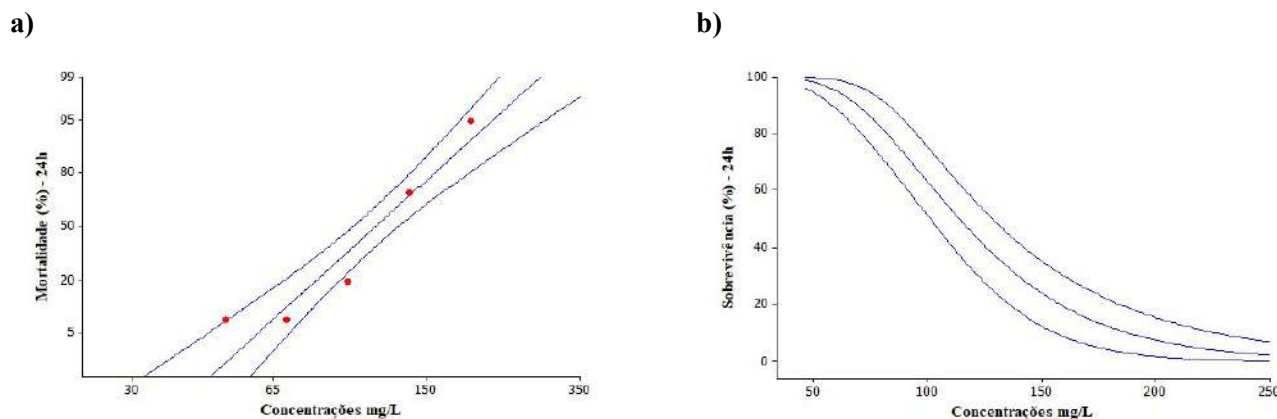 a)
b)
99
95
80
50
20
5
Mortalidade (%) - 24h
30 65 150 350
Concentrações mg/L
100
80
60
40
20
0
Sobrevivência (%) - 24h
50 100 150 200 250
Concentrações mg/L